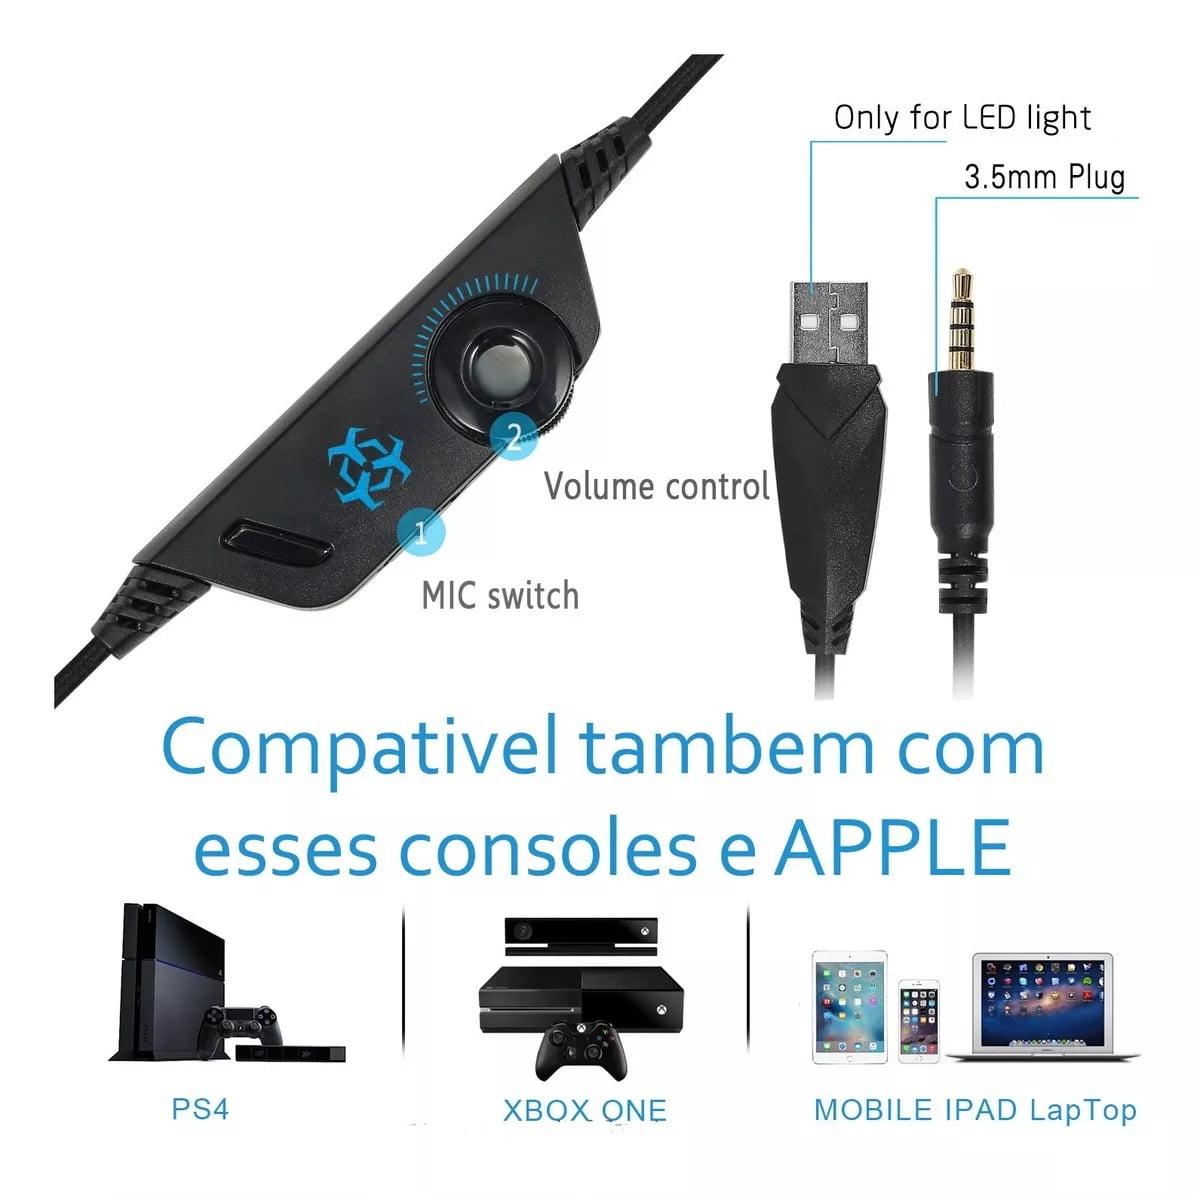 Only for LED light
3.5mm Plug
2
Volume control
1
MIC switch
Compativel tambem com
esses consoles e APPLE
PS4
XBOX ONE
MOBILE IPAD LapTop